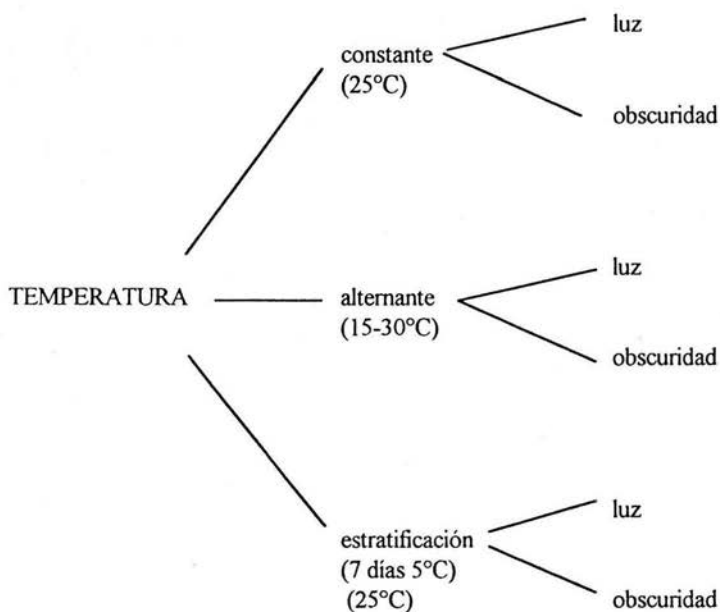 luz
constante
(25°C)
obscuridad
luz
TEMPERATURA
alternante
(15-30°C)
obscuridad
luz
estratificación
(7 días 5°C)
(25°C)
obscuridad